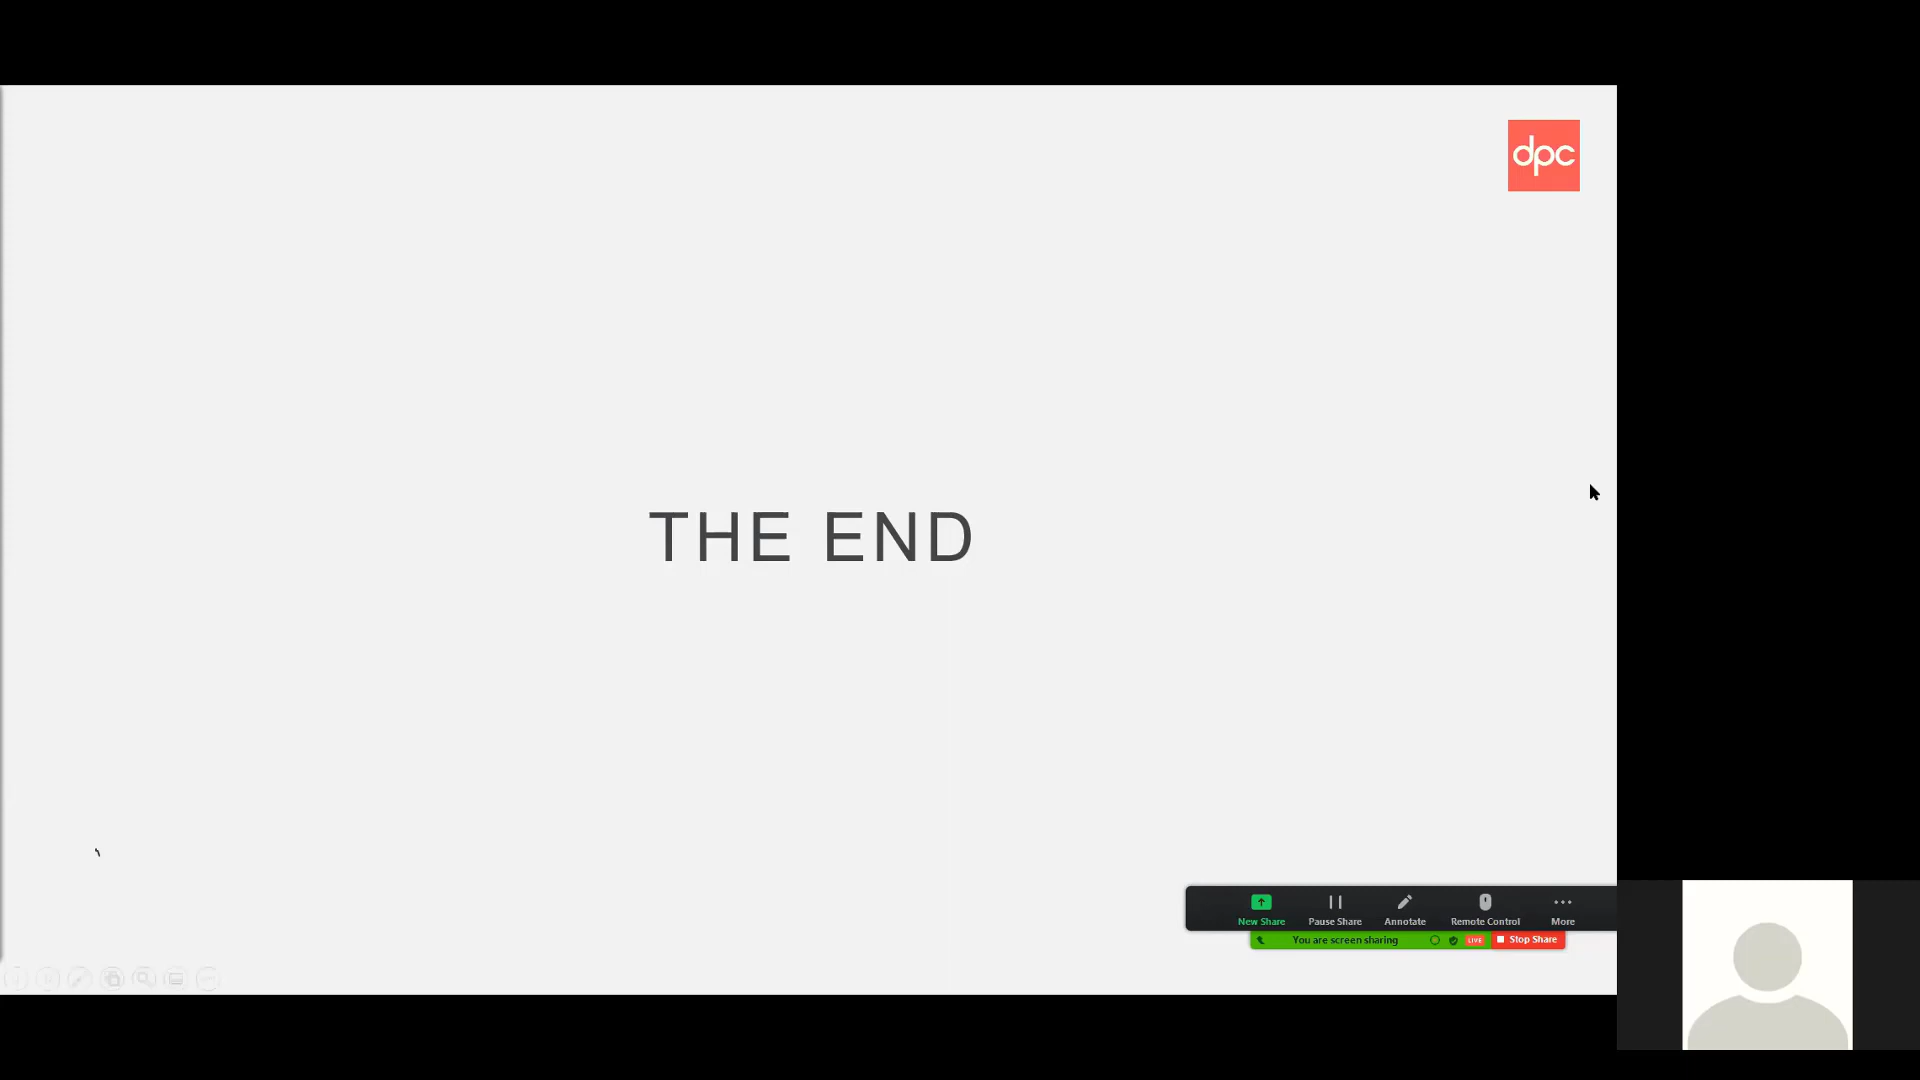 dpc
THE END
New Share
Pause Share
Annotate
Remote Control
More
You are screen sharing
LIVE
Stop Share